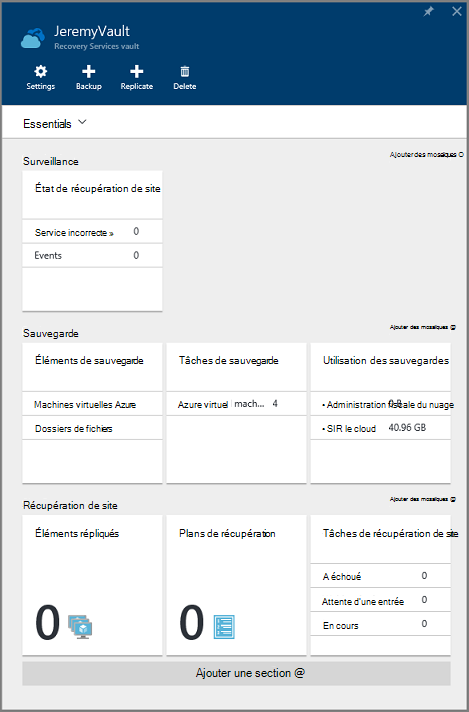 JeremyVault
Recovery Services vault
Settings
Backup
Replicate
Delete
Essentials
Surveillance
Ajouter des mosaïques
État de récupération de site
Service incorrecte » 0
Events 0
Sauvegarde
Ajouter des mosaïques @
Éléments de sauvegarde
Machines virtuelles Azure
Dossiers de fichiers
Tâches de sauvegarde
Azure virtuel mach... 4
Utilisation des sauvegardes
• Administration fiscale du nuage
• SIR le cloud 40.96 GB
Récupération de site
Ajouter des mosaïques @
Éléments répliqués
0
Plans de récupération
0
Tâches de récupération de site
A échoué 0
Attente d'une entrée 0
En cours 0
Ajouter une section @